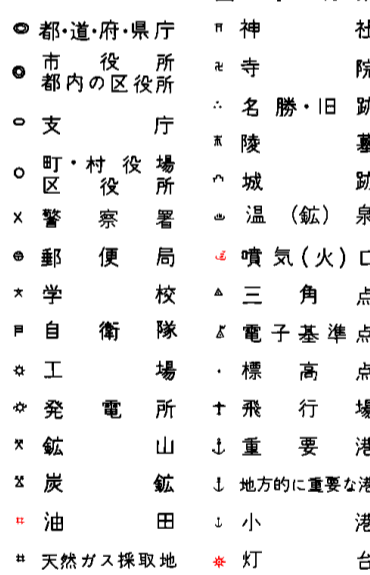 都・道・府・県庁
市役所
都内の区役所
支庁
町・村役場
区役所
警察署
郵便局
学校
自衛隊
工場
発電所
鉱山
炭鉱
油田
天然ガス採取地
神社
寺院
名勝・旧跡
陵墓
城跡
温（鉱）泉
噴気(火)口
三角点
電子基準点
標高点
飛行場
重要港
地方的に重要な港
小港
灯台